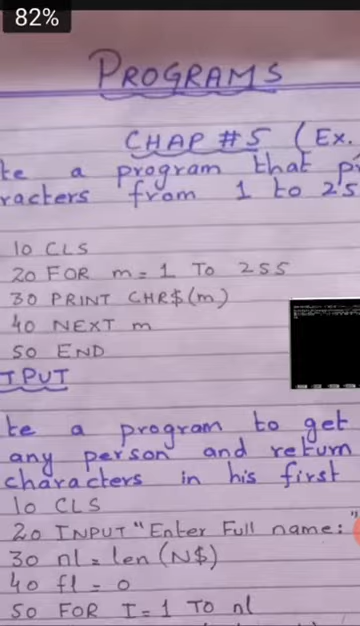 82%
PROGRAMS
CHAP #5 (Ex.
te a program that pr
racters from 1 to 25
10 CLS
20 FOR m = 1 TO 255
30 PRINT CHR$(m)
40 NEXT m
50 END
TPUT
te a program to get
any person and return
characters in his first
10 CLS
20 INPUT "Enter Full name: "
30 nl = len (N$)
40 fl = 0
50 FOR I = 1 TO nl